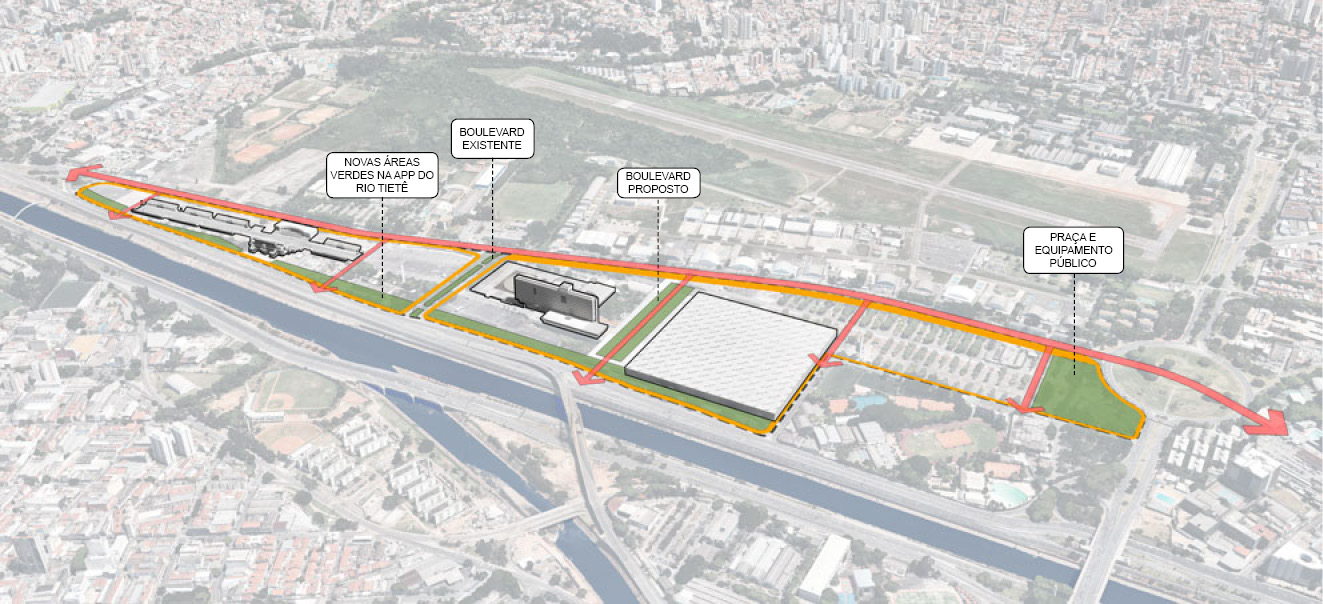 BOULEVARD
EXISTENTE
NOVAS ÁREAS
VERDES NA APP DO
RIO TIETÊ
BOULEVARD
PROPOSTO
PRAÇA E
EQUIPAMENTO
PÚBLICO